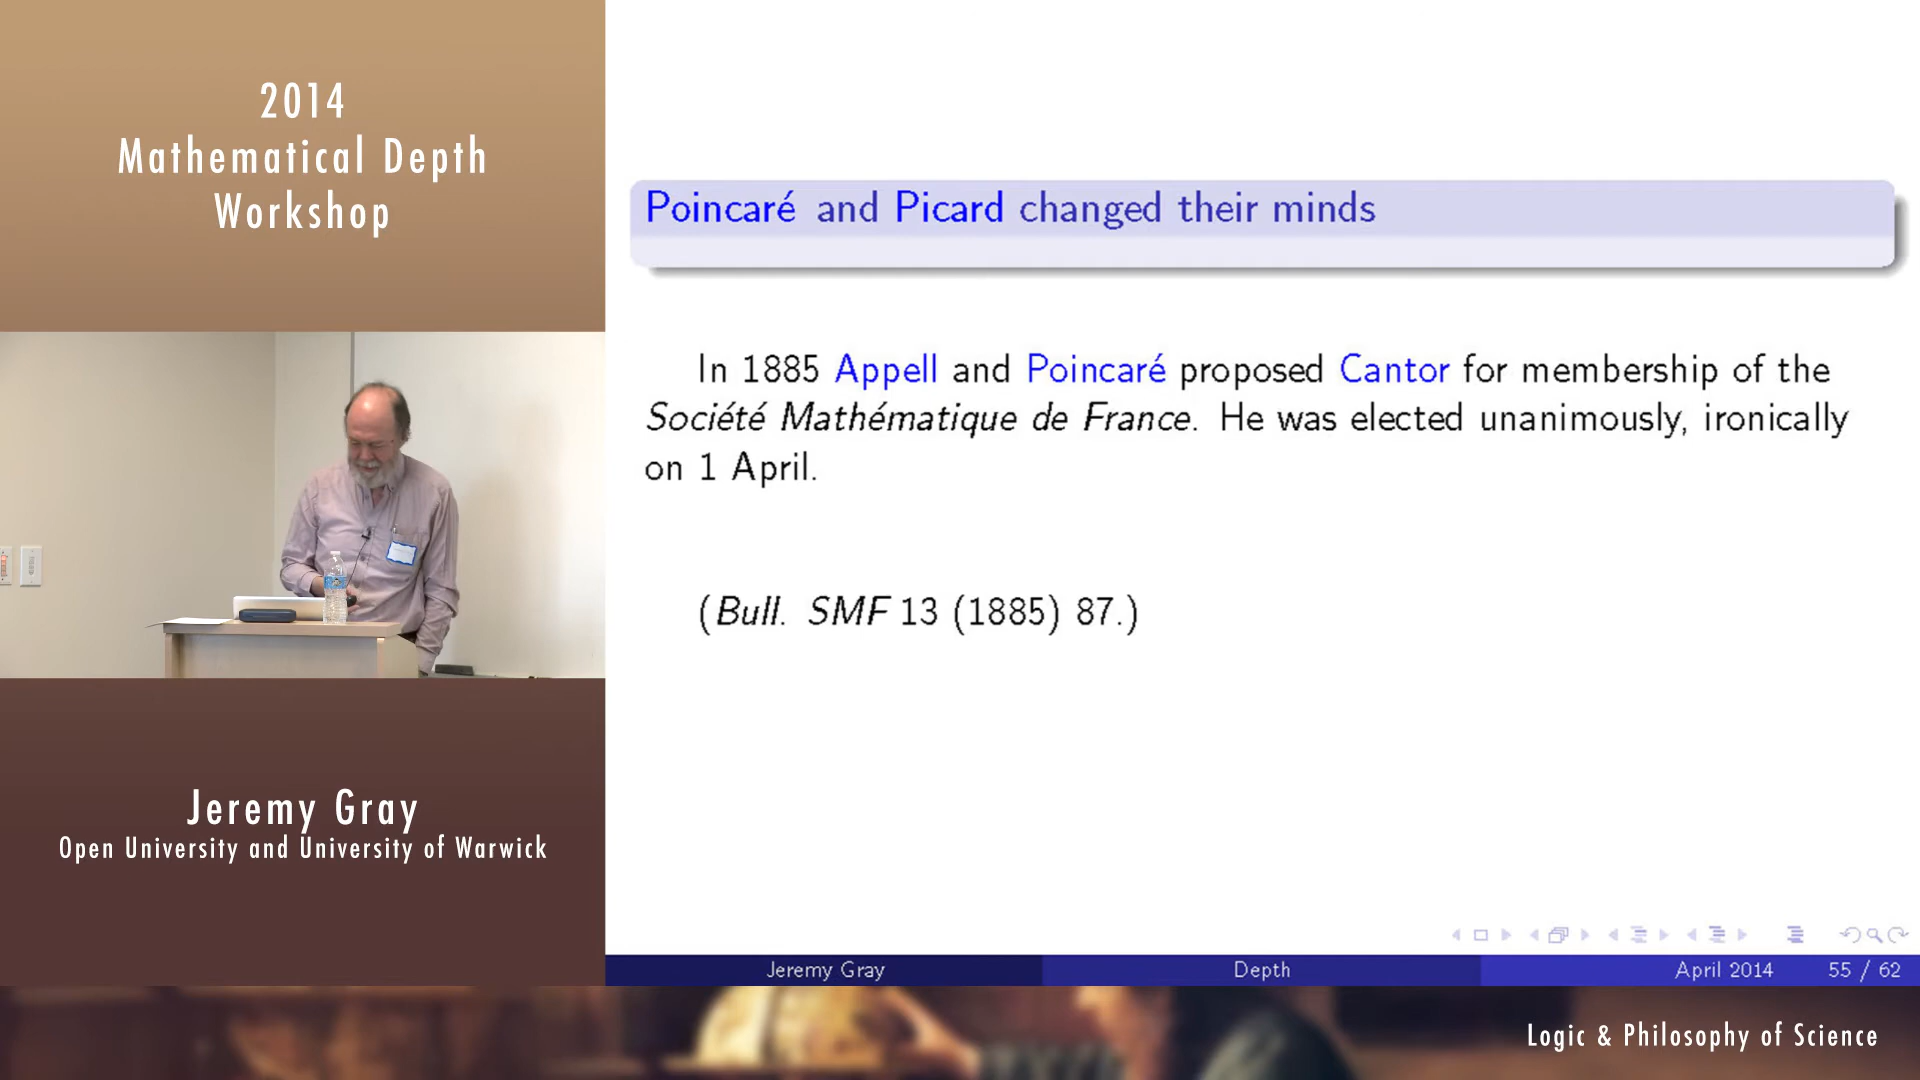 2014
Mathematical Depth
Workshop
Jeremy Gray
Open University and University of Warwick
Poincaré and Picard changed their minds
In 1885 Appell and Poincaré proposed Cantor for membership of the
Société Mathématique de France. He was elected unanimously, ironically
on 1 April.
(Bull. SMF 13 (1885) 87.)
Jeremy Gray Depth April 2014 55 / 62
Logic & Philosophy of Science